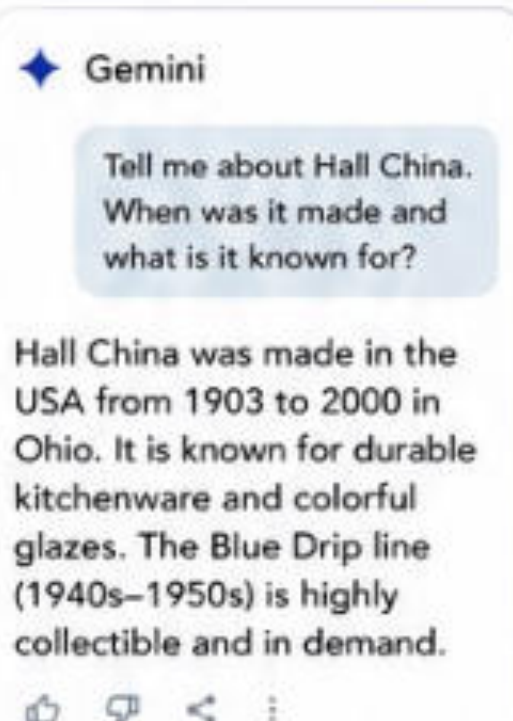 Gemini
Tell me about Hall China.
When was it made and
what is it known for?
Hall China was made in the
USA from 1903 to 2000 in
Ohio. It is known for durable
kitchenware and colorful
glazes. The Blue Drip line
(1940s–1950s) is highly
collectible and in demand.